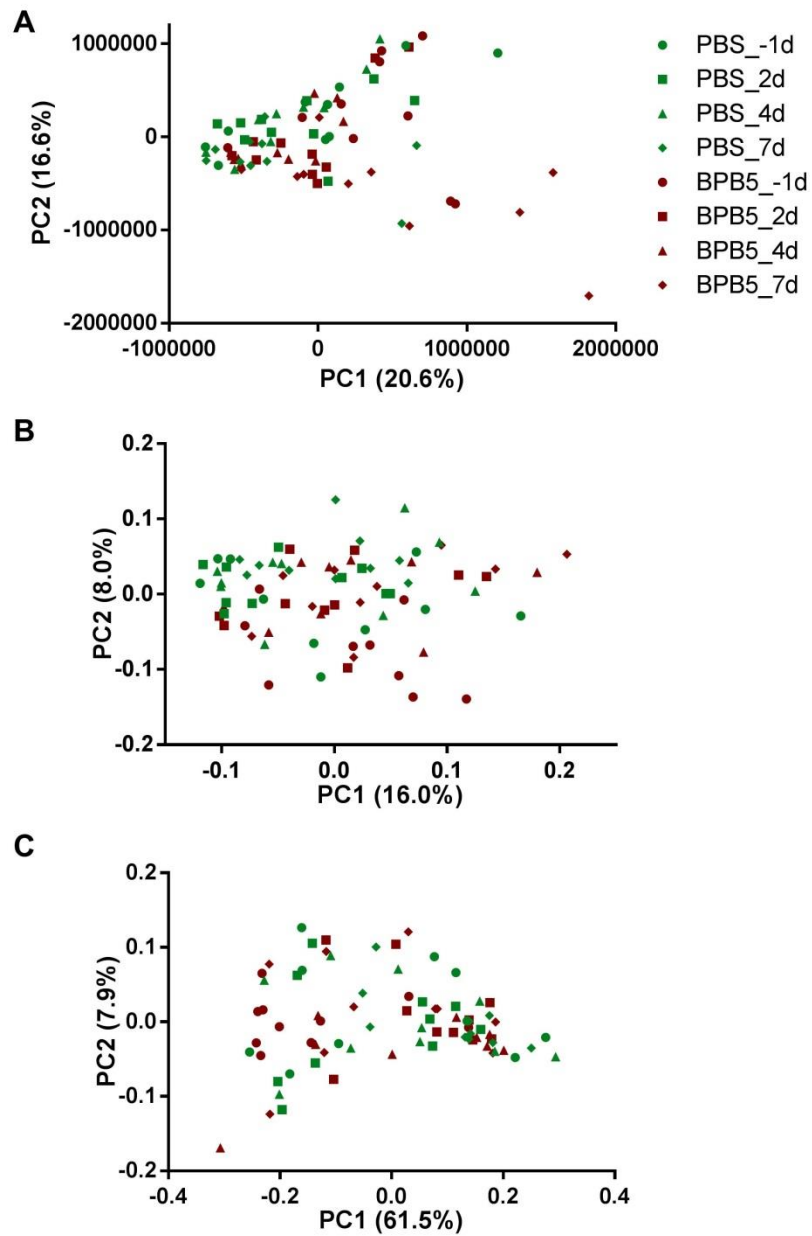 A
PC2 (16.6%)
1000000
0
-1000000
-2000000
-1000000
0
1000000
2000000
PC1 (20.6%)
PBS_-1d
PBS_2d
PBS_4d
PBS_7d
BPB5_-1d
BPB5_2d
BPB5_4d
BPB5_7d
B
PC2 (8.0%)
0.2
0.1
0.0
-0.1
-0.2
-0.1
0.0
0.1
0.2
PC1 (16.0%)
C
PC2 (7.9%)
0.2
0.1
0.0
-0.1
-0.2
-0.4
-0.2
0.0
0.2
0.4
PC1 (61.5%)